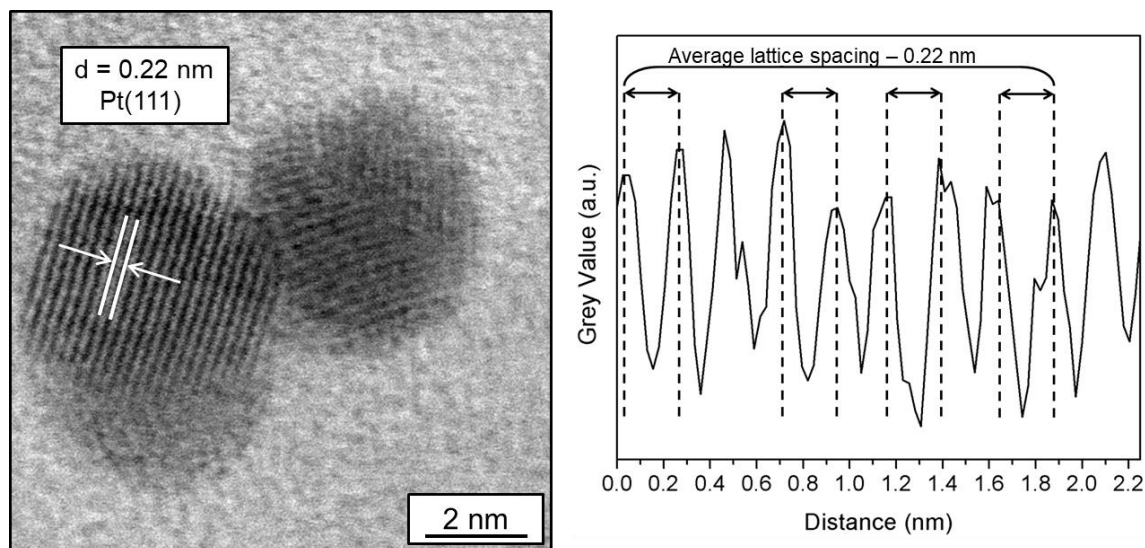 d = 0.22 nm
Pt(111)
2 nm
Average lattice spacing – 0.22 nm
Grey Value (a.u.)
0.0 0.2 0.4 0.6 0.8 1.0 1.2 1.4 1.6 1.8 2.0 2.2
Distance (nm)